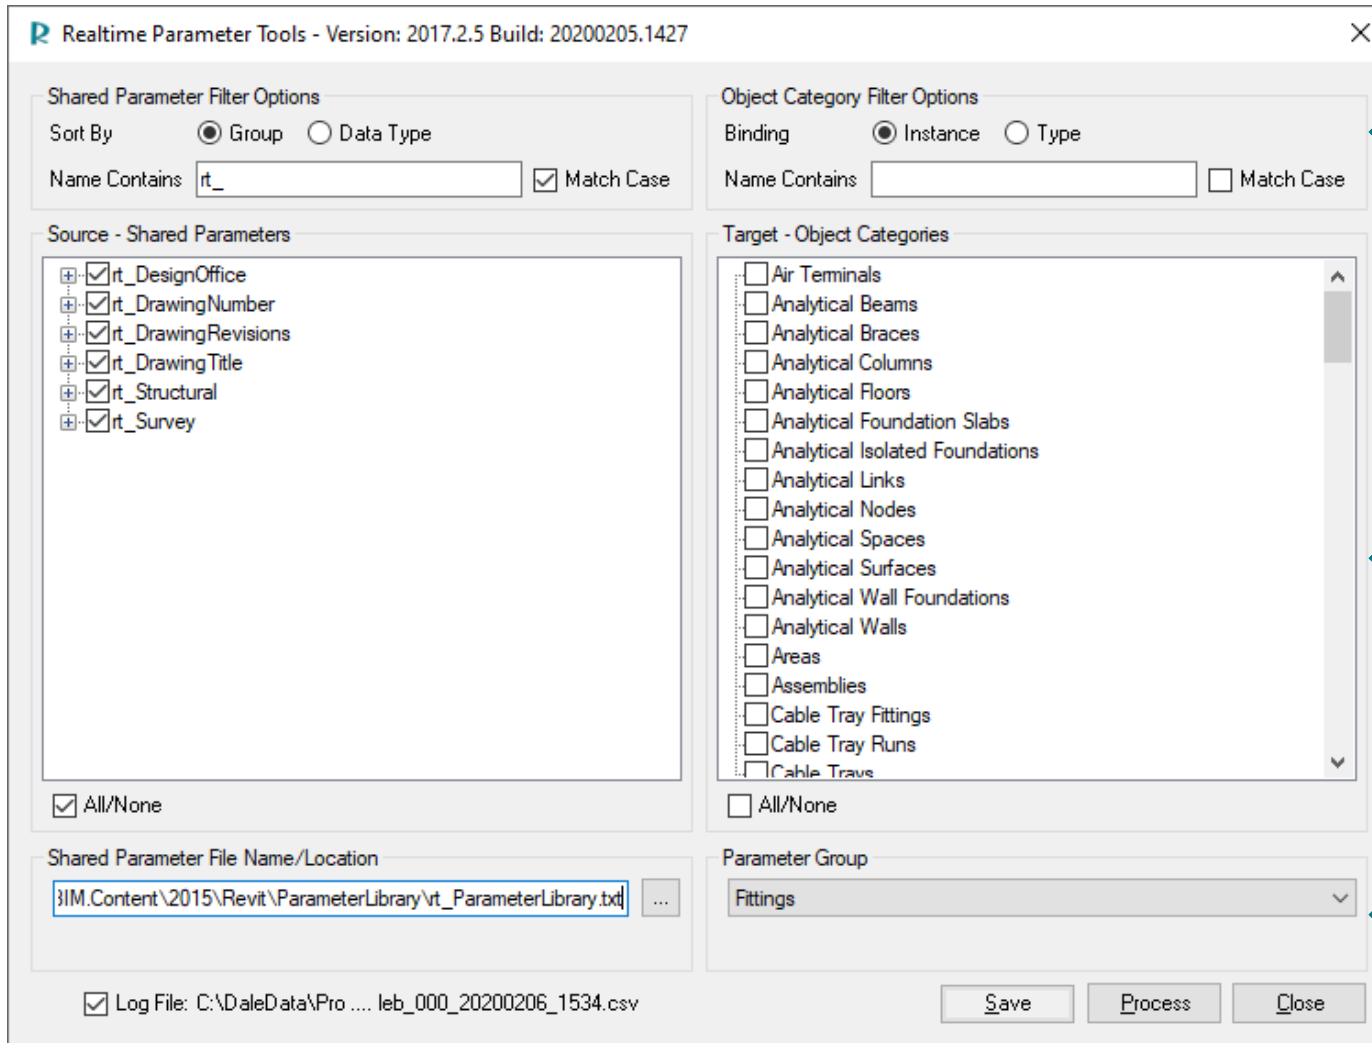 Realtime Parameter Tools - Version: 2017.2.5 Build: 20200205.1427
Shared Parameter Filter Options
Sort By Group Data Type
Name Contains rt_ Match Case
Object Category Filter Options
Binding Instance Type
Name Contains Match Case
Source - Shared Parameters
rt_DesignOffice
rt_DrawingNumber
rt_DrawingRevisions
rt_DrawingTitle
rt_Structural
rt_Survey
All/None
Target - Object Categories
Air Terminals
Analytical Beams
Analytical Braces
Analytical Columns
Analytical Floors
Analytical Foundation Slabs
Analytical Isolated Foundations
Analytical Links
Analytical Nodes
Analytical Spaces
Analytical Surfaces
Analytical Wall Foundations
Analytical Walls
Areas
Assemblies
Cable Tray Fittings
Cable Tray Runs
Cable Trays
All/None
Shared Parameter File Name/Location
BIM.Content\2015\Revit\ParameterLibrary\rt_ParameterLibrary.txt ...
Parameter Group
Fittings
Log File: C:\DaleData\Pro .... leb_000_20200206_1534.csv
Save Process Close